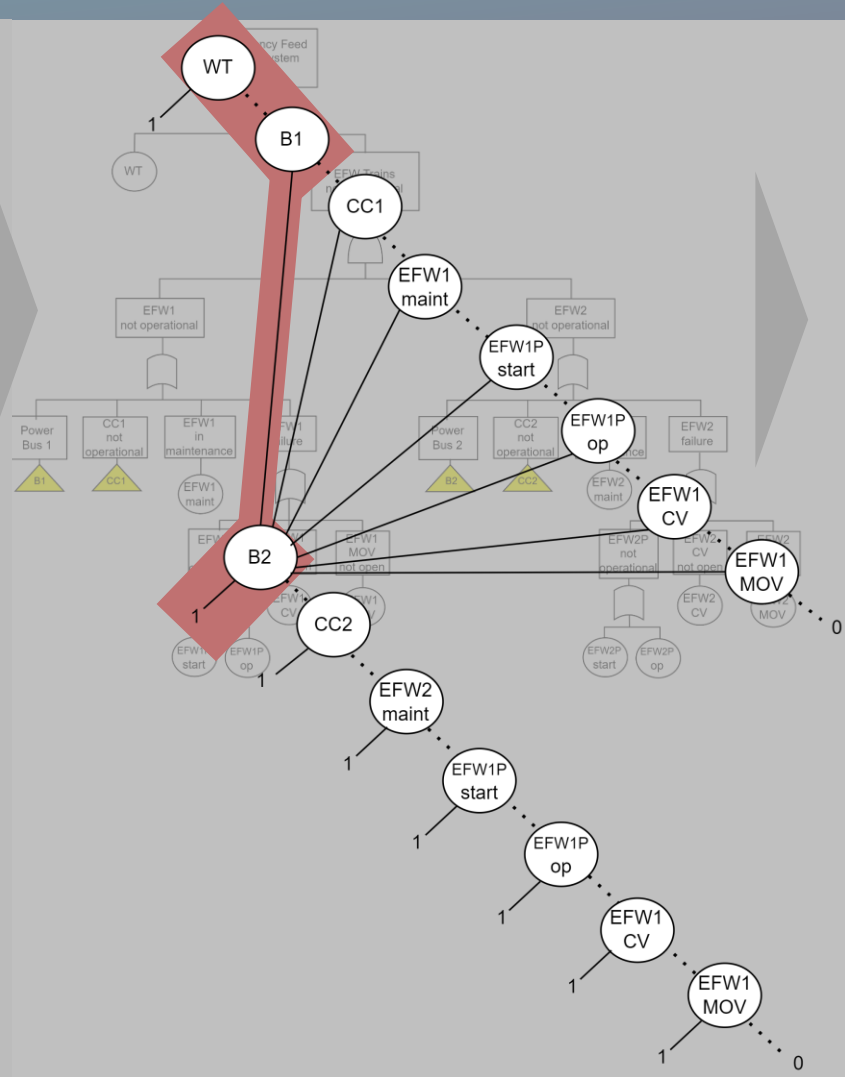 WT
ncy Feed
ystem
1
B1
WT
EFW Trains
CC1
EFW1
maint
EFW1
not operational
EFW2
not operational
EFW1P
start
Power
Bus 1
CC1
not
operational
EFW1
in
maintenance
FW1
failure
Power
Bus 2
CC2
not
operational
nce
EFW2
failure
EFW1P
op
B1
CC1
EFW1
maint
B2
CC2
EFW2
maint
EFW1
CV
EFW1
MOV
not open
EFW2P
not
operational
EFW2
CV
not open
EFW2
EFW1
MOV
B2
1
EFW1
CV
EFW2
CV
MOV
0
CC2
EFW1P
start
EFW1P
op
EFW2P
start
EFW2P
op
1
EFW2
maint
1
EFW1P
start
1
EFW1P
op
1
EFW1
CV
1
EFW1
MOV
1
0